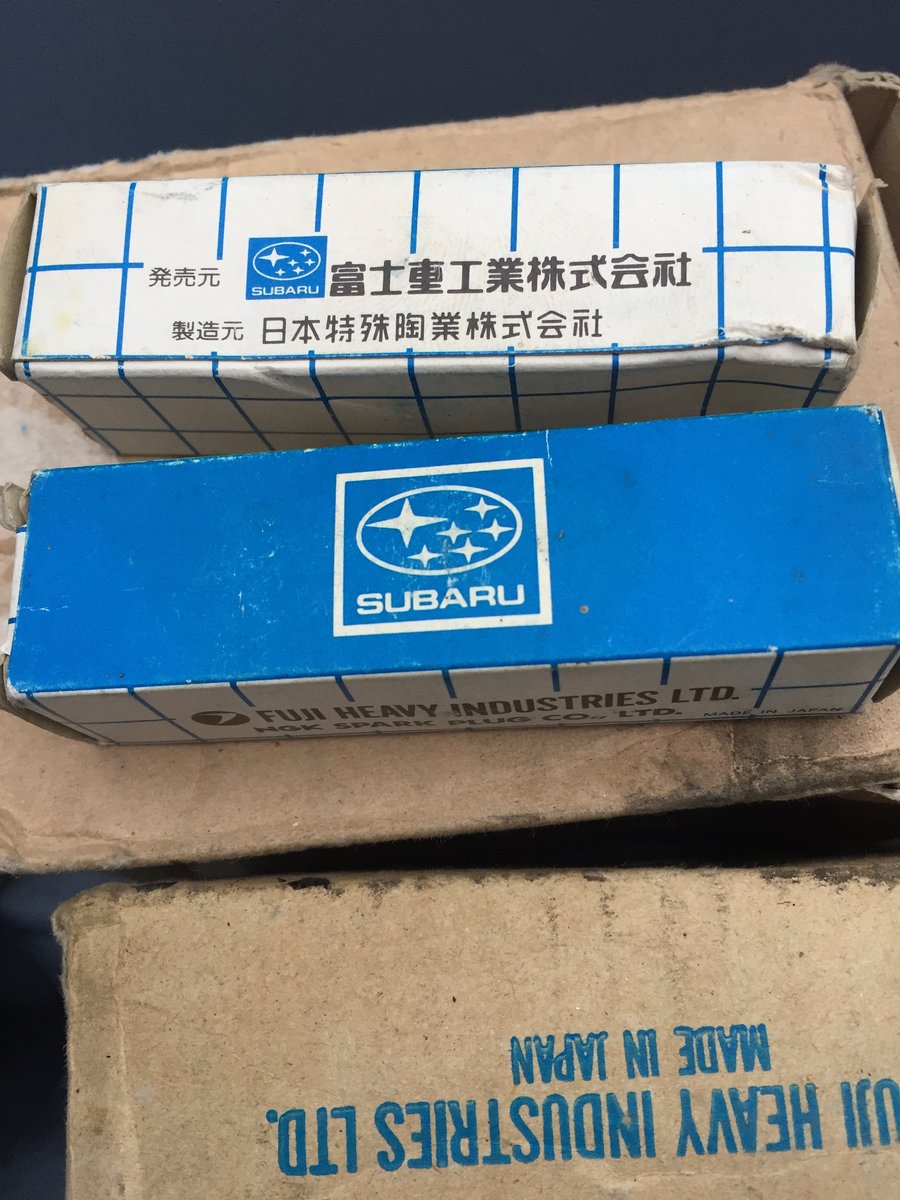 発売元 SUBARU 富士重工業株式会社
製造元 日本特殊陶業株式会社
SUBARU
FUJI HEAVY INDUSTRIES LTD.
NGK SPARK PLUG CO., LTD. MADE IN JAPAN
MADE IN JAPAN
UJI HEAVY INDUSTRIES LTD.